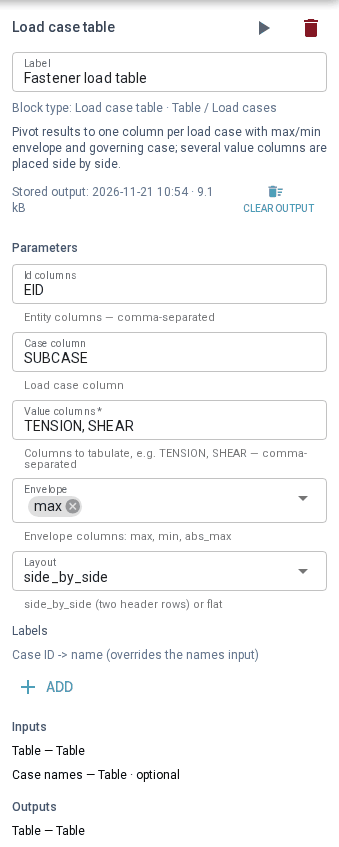 Load case table
Label
Fastener load table
Block type: Load case table · Table / Load cases
Pivot results to one column per load case with max/min
envelope and governing case; several value columns are
placed side by side.
Stored output: 2026-11-21 10:54 · 9.1
kB
CLEAR OUTPUT
Parameters
Id columns
EID
Entity columns — comma-separated
Case column
SUBCASE
Load case column
Value columns*
TENSION, SHEAR
Columns to tabulate, e.g. TENSION, SHEAR — comma-
separated
Envelope
max
Envelope columns: max, min, abs_max
Layout
side_by_side
side_by_side (two header rows) or flat
Labels
Case ID -> name (overrides the names input)
ADD
Inputs
Table — Table
Case names — Table · optional
Outputs
Table — Table